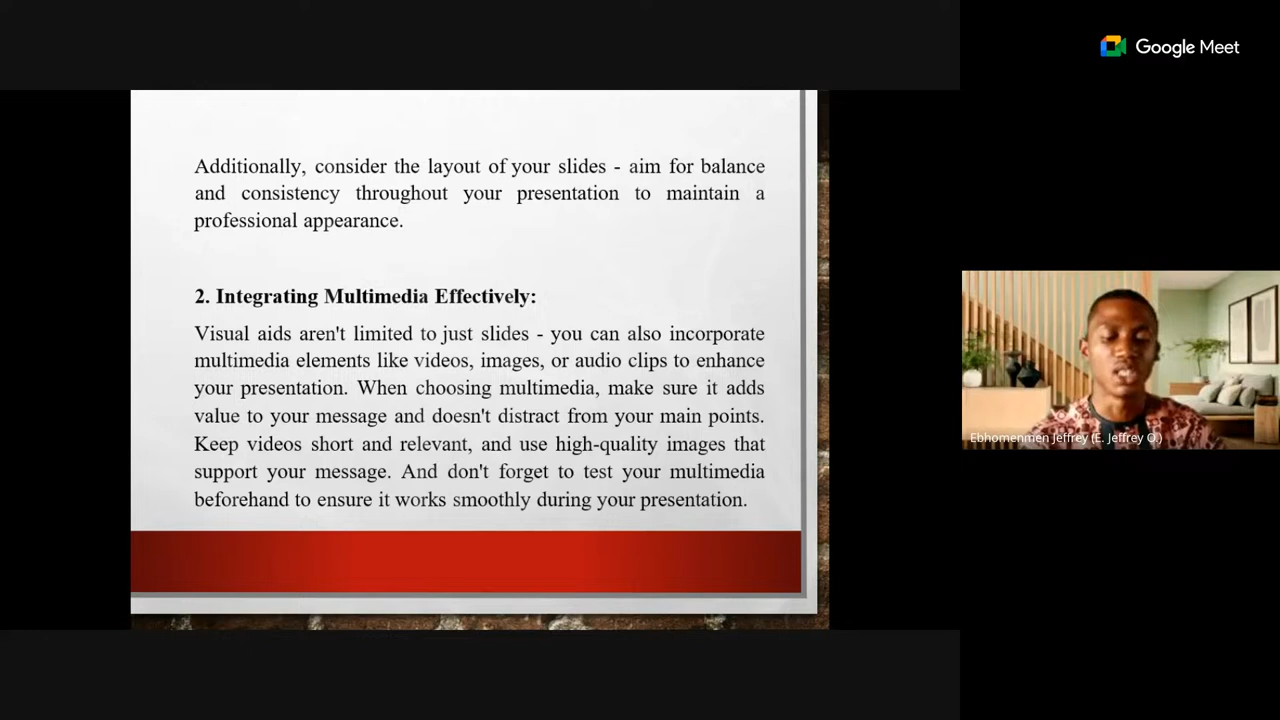 Google Meet
Additionally, consider the layout of your slides - aim for balance
and consistency throughout your presentation to maintain a
professional appearance.
2. Integrating Multimedia Effectively:
Visual aids aren't limited to just slides - you can also incorporate
multimedia elements like videos, images, or audio clips to enhance
your presentation. When choosing multimedia, make sure it adds
value to your message and doesn't distract from your main points.
Keep videos short and relevant, and use high-quality images that
support your message. And don't forget to test your multimedia
beforehand to ensure it works smoothly during your presentation.
Ebhomenmen Jeffrey (E. Jeffrey O.)